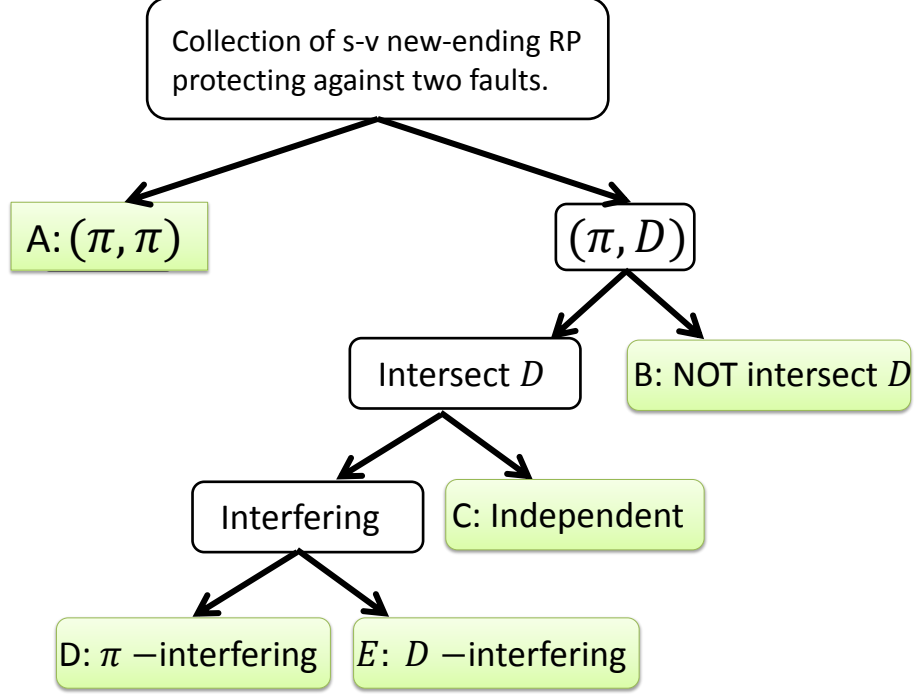 Collection of s-v new-ending RP
protecting against two faults.
A: (π, π)
(π, D)
Intersect D
B: NOT intersect D
Interfering
C: Independent
D: π −interfering
E: D −interfering